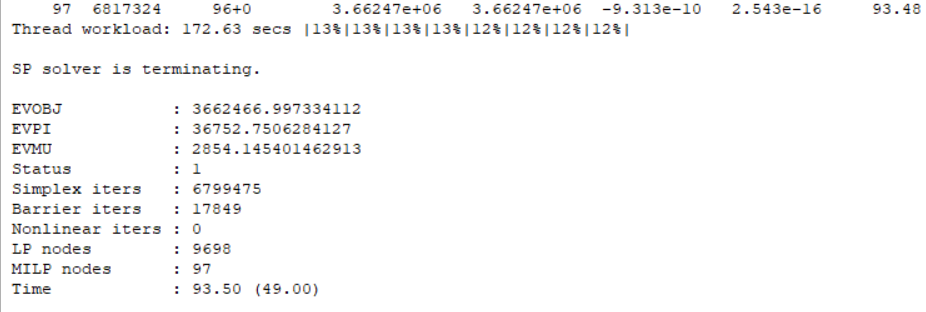 97 6817324 96+0 3.66247e+06 3.66247e+06 -9.313e-10 2.543e-16 93.48
Thread workload: 172.63 secs |13%|13%|13%|13%|12%|12%|12%|12%|
SP solver is terminating.
EVOBJ : 3662466.997334112
EVPI : 36752.7506284127
EVMU : 2854.145401462913
Status : 1
Simplex iters : 6799475
Barrier iters : 17849
Nonlinear iters : 0
LP nodes : 9698
MILP nodes : 97
Time : 93.50 (49.00)